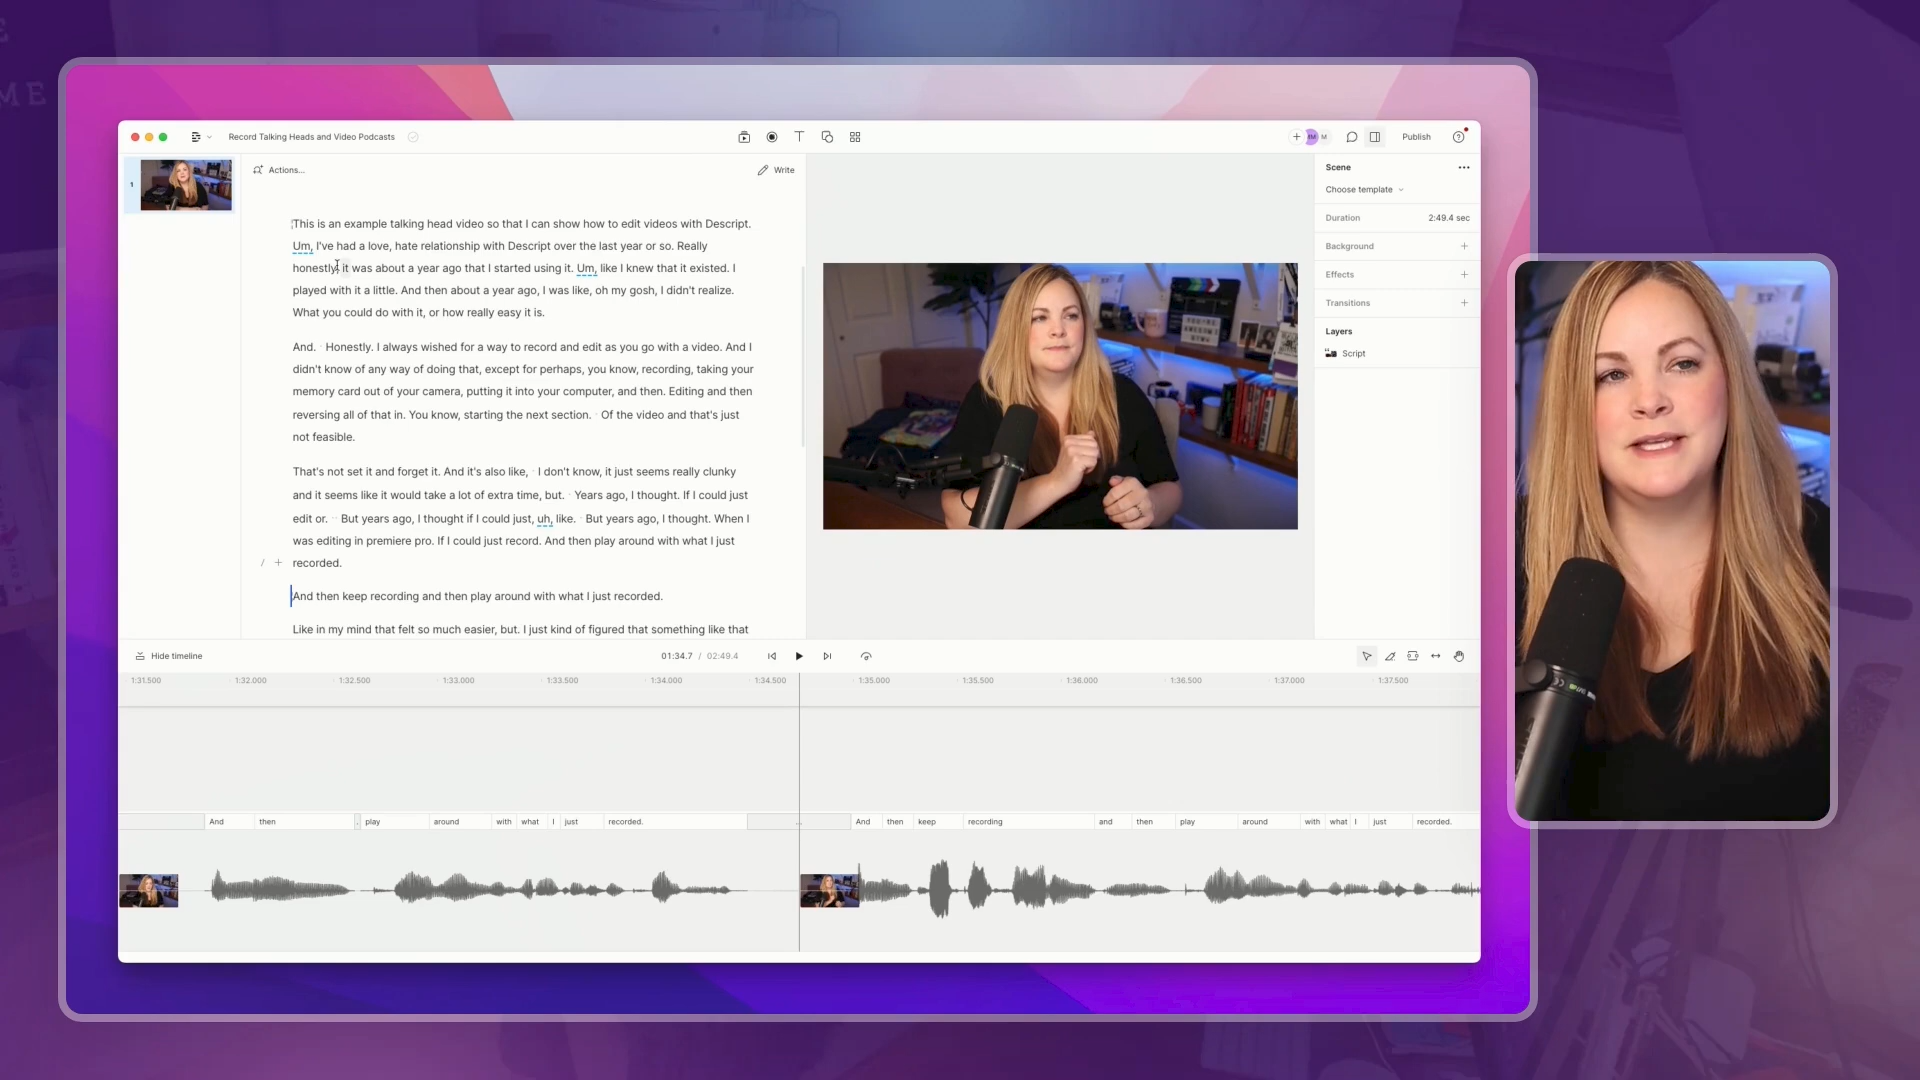 Record Talking Heads and Video Podcasts
M
Publish
1
Actions...
Write
This is an example talking head video so that I can show how to edit videos with Descript.
Um, I've had a love, hate relationship with Descript over the last year or so. Really
honestly, it was about a year ago that I started using it. Um, like I knew that it existed. I
played with it a little. And then about a year ago, I was like, oh my gosh, I didn't realize.
What you could do with it, or how really easy it is.
And. Honestly. I always wished for a way to record and edit as you go with a video. And I
didn't know of any way of doing that, except for perhaps, you know, recording, taking your
memory card out of your camera, putting it into your computer, and then. Editing and then
reversing all of that in. You know, starting the next section. Of the video and that's just
not feasible.
That's not set it and forget it. And it's also like, I don't know, it just seems really clunky
and it seems like it would take a lot of extra time, but. Years ago, I thought. If I could just
edit or. But years ago, I thought if I could just, uh, like. But years ago, I thought. When I
was editing in premiere pro. If I could just record. And then play around with what I just
recorded.
And then keep recording and then play around with what I just recorded.
Like in my mind that felt so much easier, but. I just kind of figured that something like that
Scene
Choose template
Duration 2:49.4 sec
Background
Effects
Transitions
Layers
Script
Hide timeline
01:34.7 / 02:49.4
1:31.500 1:32.000 1:32.500 1:33.000 1:33.500 1:34.000 1:34.500 1:35.000 1:35.500 1:36.000 1:36.500 1:37.000 1:37.500
And then . play around with what I just recorded. ... And then keep recording and then play around with what I just recorded.
ME